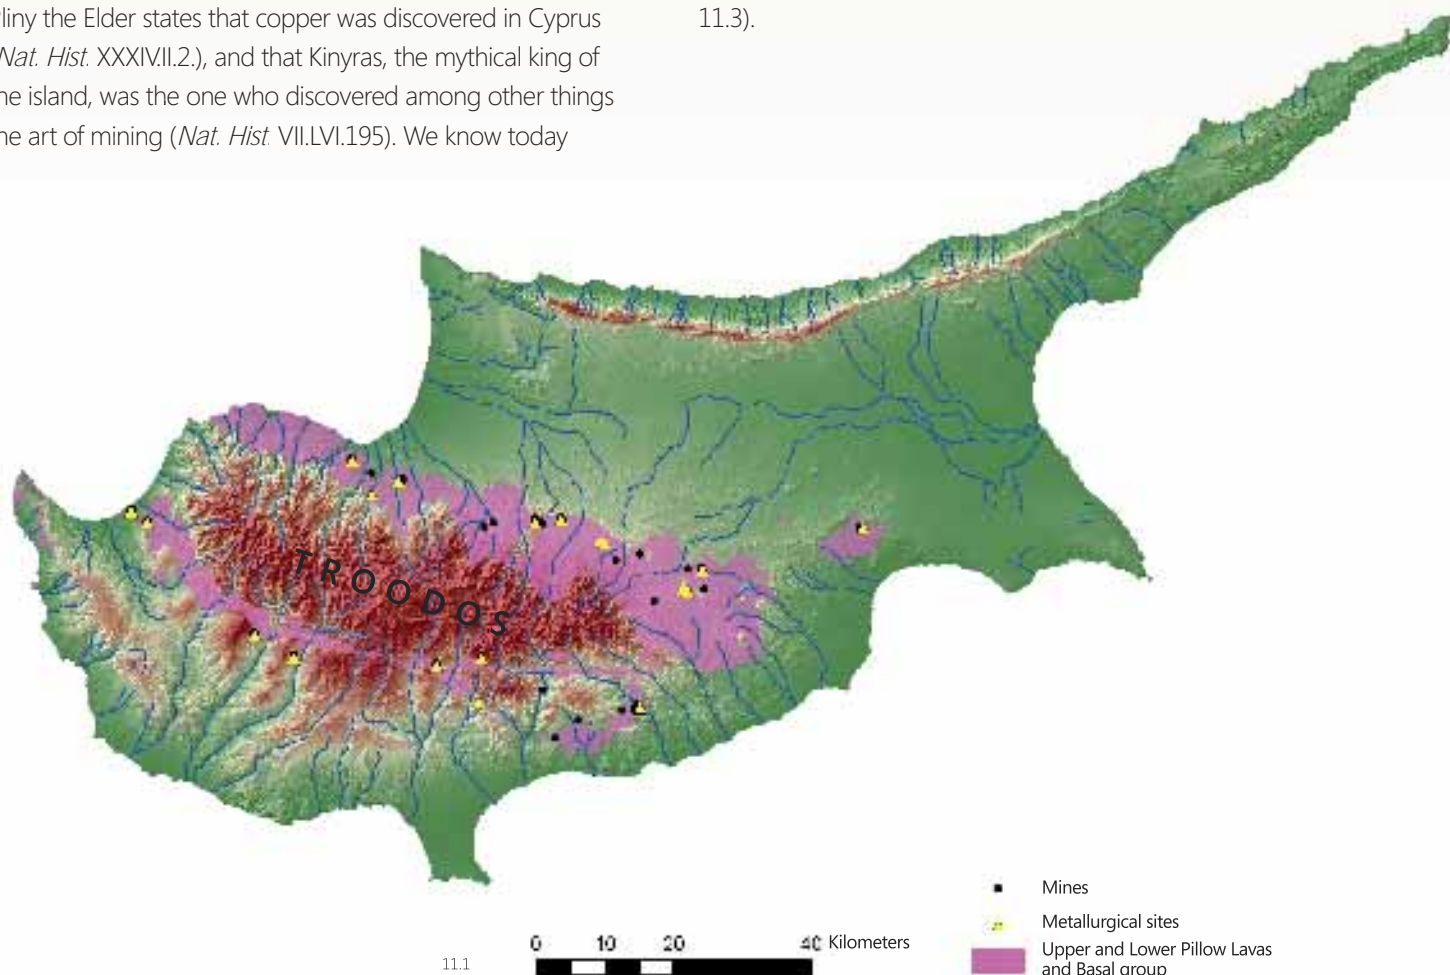 liny the Elder states that copper was discovered in Cyprus
Nat. Hist. XXXIV.II.2.), and that Kinyras, the mythical king of
he island, was the one who discovered among other things
he art of mining (Nat. Hist. VII.LVI.195). We know today
11.3).
TROODOS
Mines
Metallurgical sites
Upper and Lower Pillow Lavas
and Basal group
0 10 20 40 Kilometers
11.1